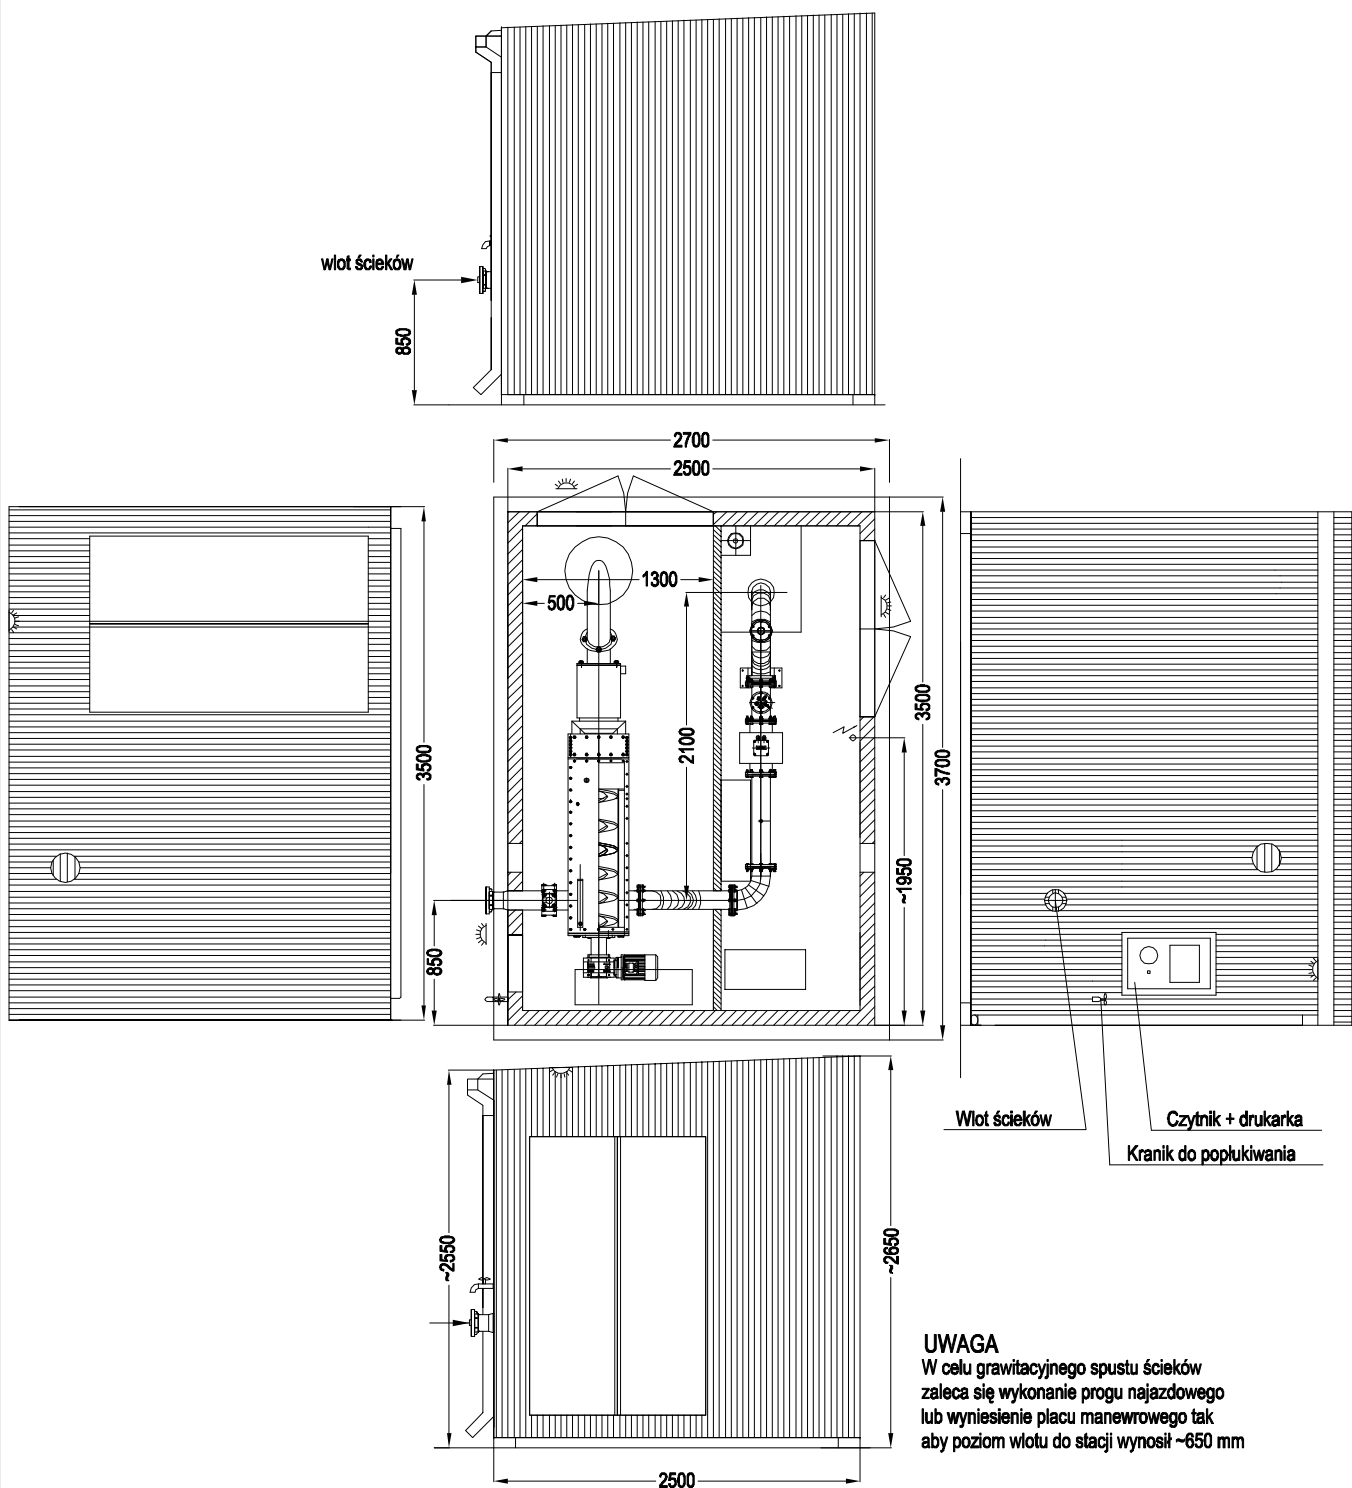 wlot ścieków
850
2700
2500
1300
500
2100
3500
3500
3700
~1950
850
Wlot ścieków
Czytnik + drukarka
Kranik do popłukiwania
~2550
~2650
UWAGA
W celu grawitacyjnego spustu ścieków
zaleca się wykonanie progu najazdowego
lub wyniesienie placu manewrowego tak
aby poziom wlotu do stacji wynosił ~650 mm
2500